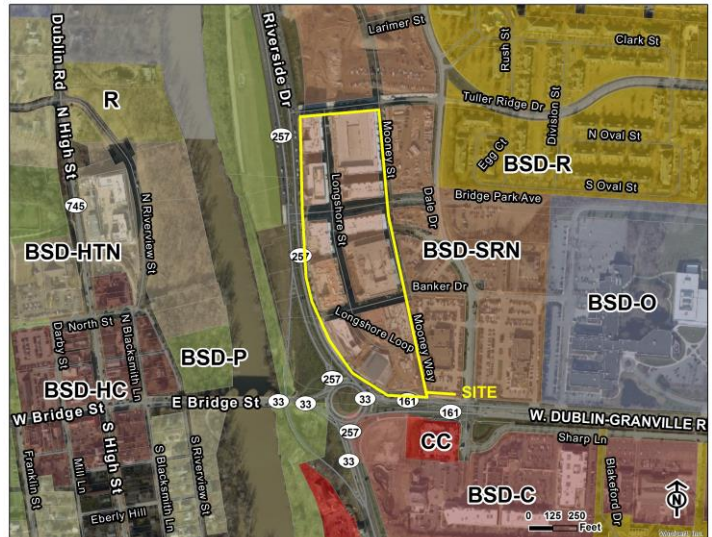 Larimer St
Riverside Dr
Dublin Rd
N High St
Rush St
Clark St
R
Tuller Ridge Dr
Division St
257
Mooney St
Egg Ct
N Oval St
BSD-R
S Oval St
745
N Riverview St
Longshore St
Dale Dr
Bridge Park Ave
BSD-HTN
257
BSD-SRN
Banker Dr
BSD-O
North St
Darby St
N Blacksmith Ln
Longshore Loop
Mooney Way
BSD-P
BSD-HC
257
SITE
W Bridge St
E Bridge St
33
33
33
161
161
W. DUBLIN-GRANVILLE R
257
CC
Sharp Ln
Franklin St
Mill Ln
S High St
S Blacksmith Ln
S Riverview St
33
BSD-C
Blakeford Dr
Eberly Hill
0 125 250
Feet
N